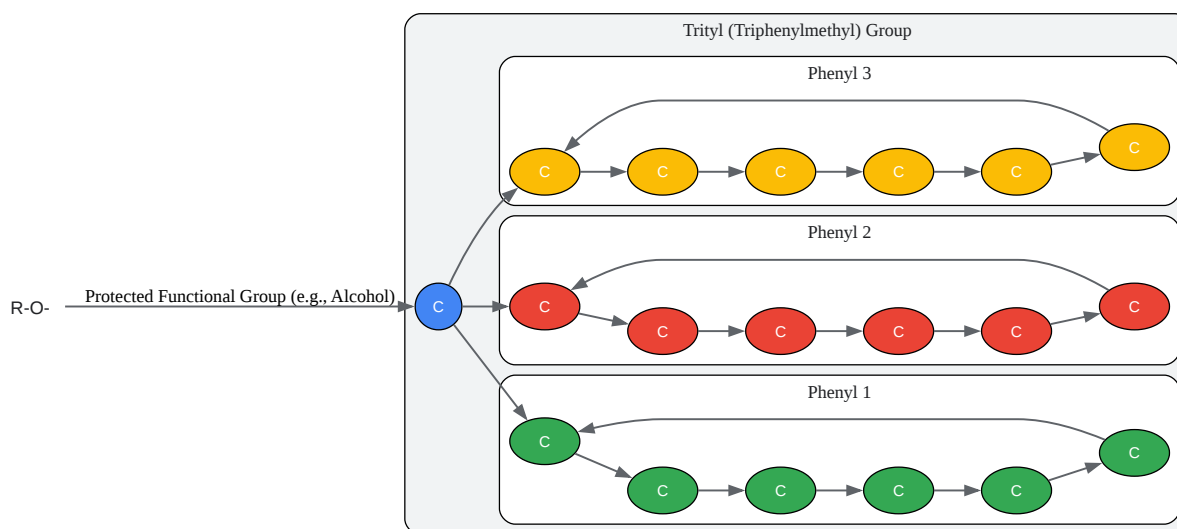 Trityl (Triphenylmethyl) Group
Phenyl 3
C
C C C C C
Phenyl 2
R-O- Protected Functional Group (e.g., Alcohol) C C C
C C C C
Phenyl 1
C C
C C C C